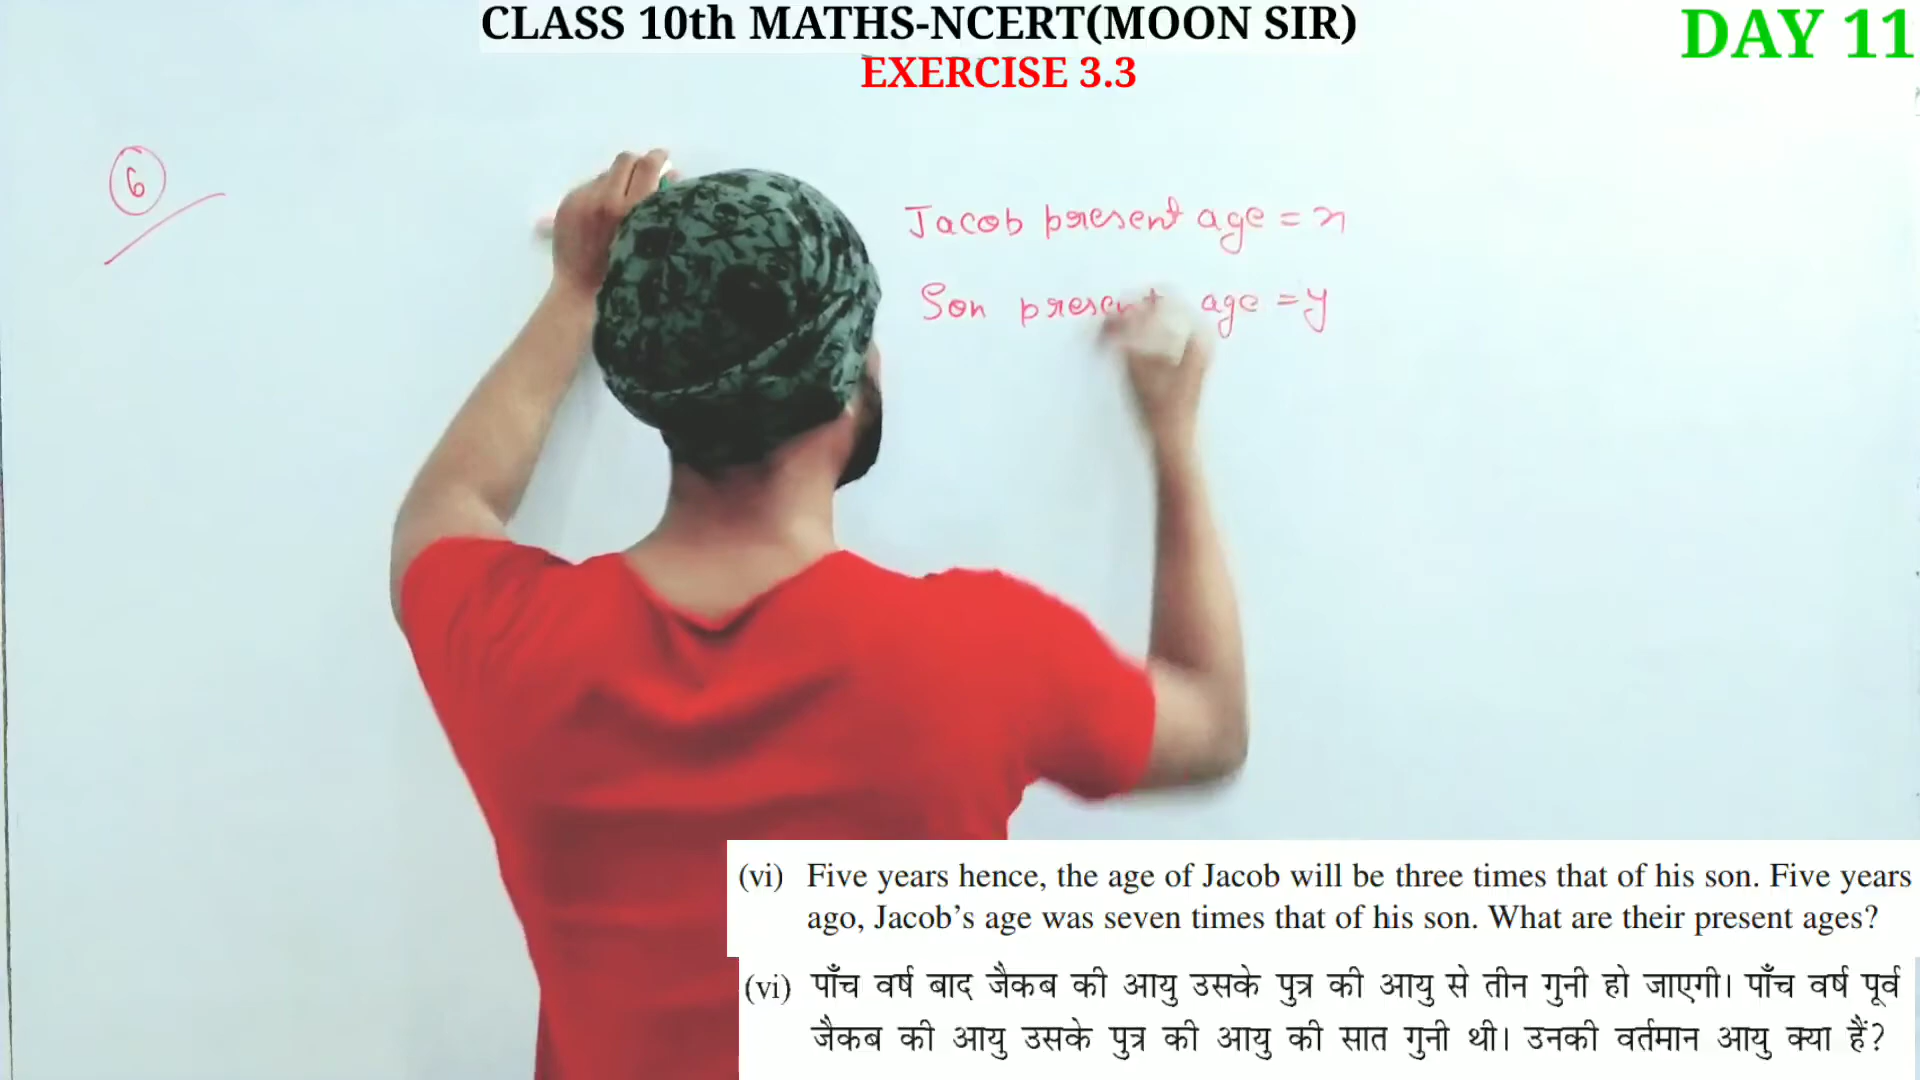 CLASS 10th MATHS-NCERT(MOON SIR)
DAY 11
EXERCISE 3.3
6
Jacob present age = x
Son present age = y
(vi) Five years hence, the age of Jacob will be three times that of his son. Five years
ago, Jacob’s age was seven times that of his son. What are their present ages?
(vi) पाँच वर्ष बाद जैकब की आयु उसके पुत्र की आयु से तीन गुनी हो जाएगी। पाँच वर्ष पूर्व
जैकब की आयु उसके पुत्र की आयु की सात गुनी थी। उनकी वर्तमान आयु क्या हैं?